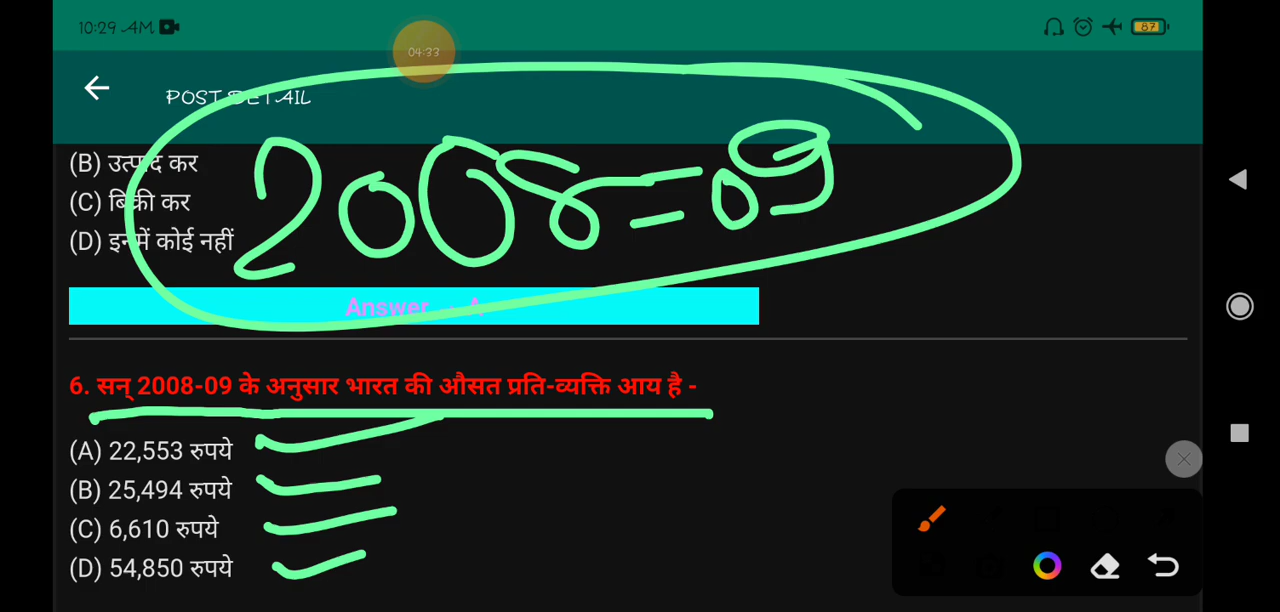 10:29 AM
04:33
87
POST DETAIL
(B) उत्पाद कर
(C) बिक्री कर
(D) इनमें कोई नहीं
2008-09
Answer
6. सन् 2008-09 के अनुसार भारत की औसत प्रति-व्यक्ति आय है -
(A) 22,553 रुपये
(B) 25,494 रुपये
(C) 6,610 रुपये
(D) 54,850 रुपये